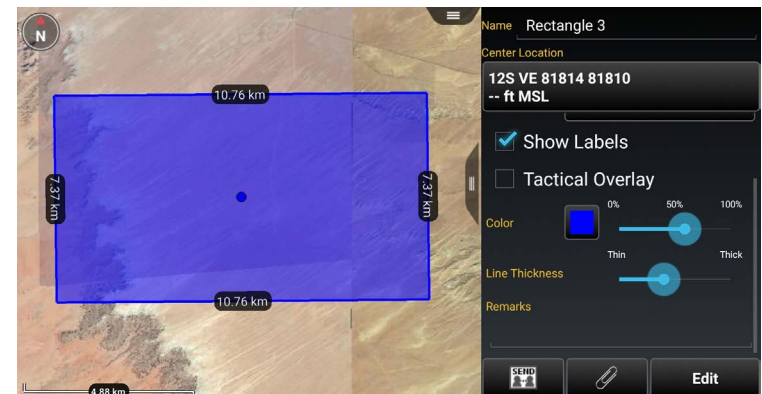 N
10.76 km
7.37 km
7.37 km
10.76 km
4.88 km
Name Rectangle 3
Center Location
12S VE 81814 81810
-- ft MSL
Show Labels
Tactical Overlay
0% 50% 100%
Color
Thin Thick
Line Thickness
Remarks
SEND
Edit